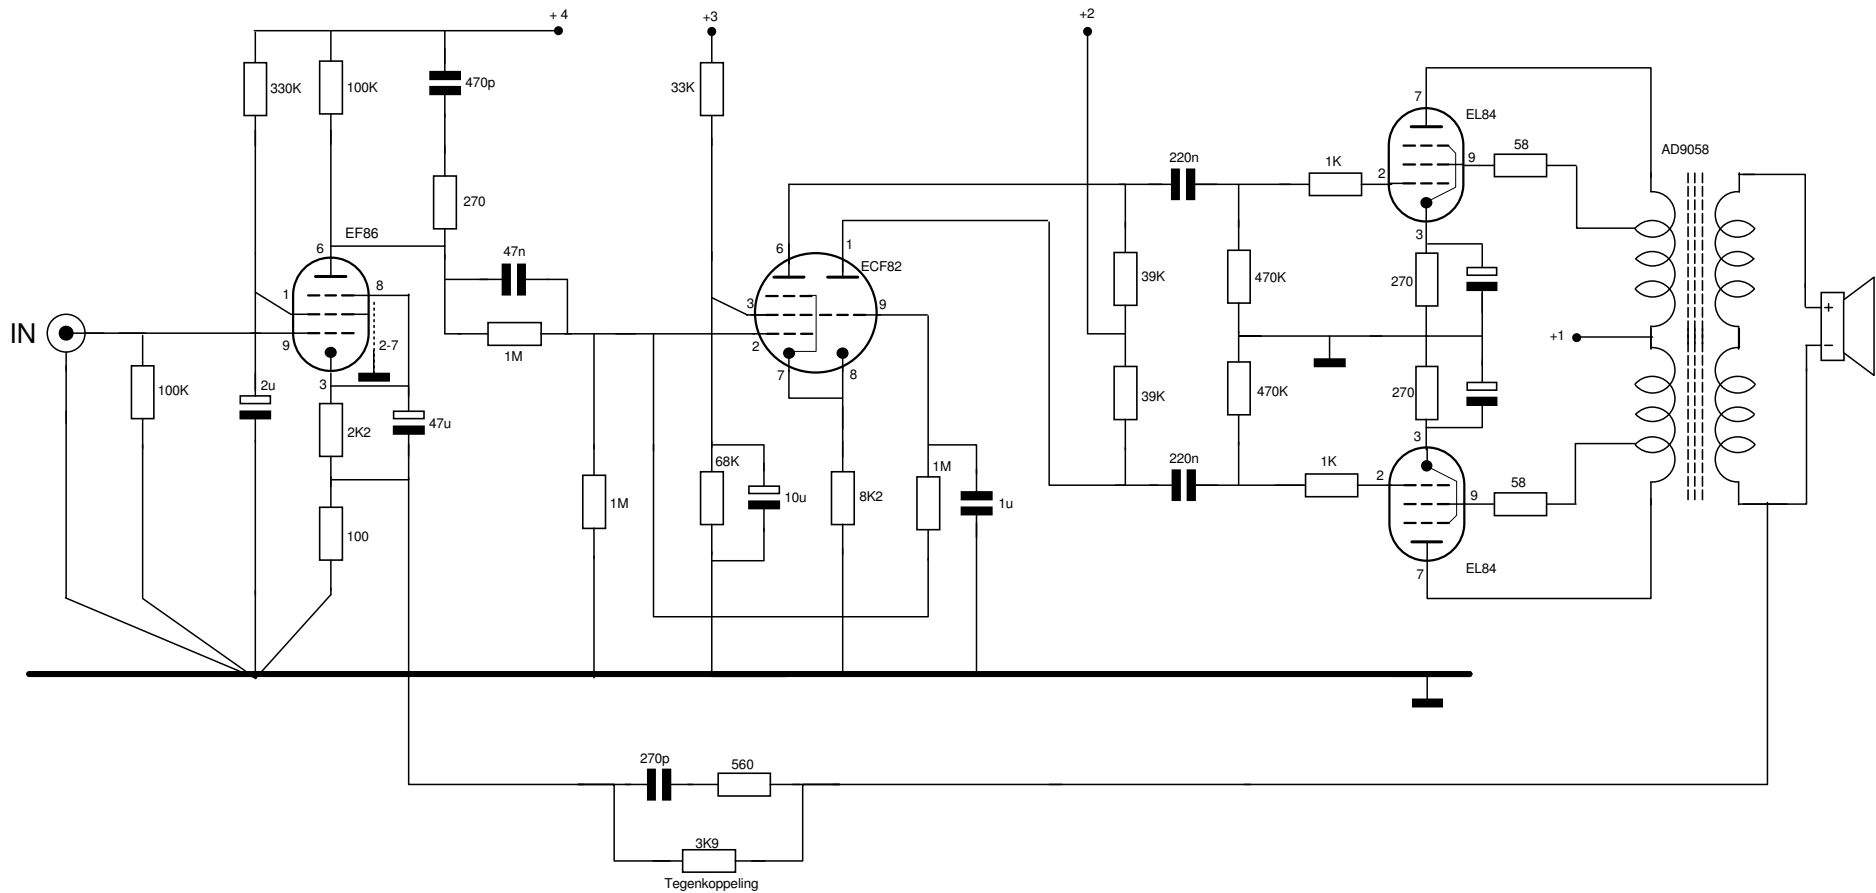 + 4
+3
+2
330K
100K
470p
33K
7
EL84
270
1K
220n
2
9
58
AD9058
EF86
6
47n
6
1
ECF82
3
1
8
3
9
39K
470K
270
+1
+
IN
9
2-7
1M
2
7
8
−
100K
2u
3
2K2
47u
39K
470K
270
3
68K
10u
8K2
1M
1u
220n
1K
2
9
58
100
1M
7
EL84
270p
560
3K9
Tegenkoppeling